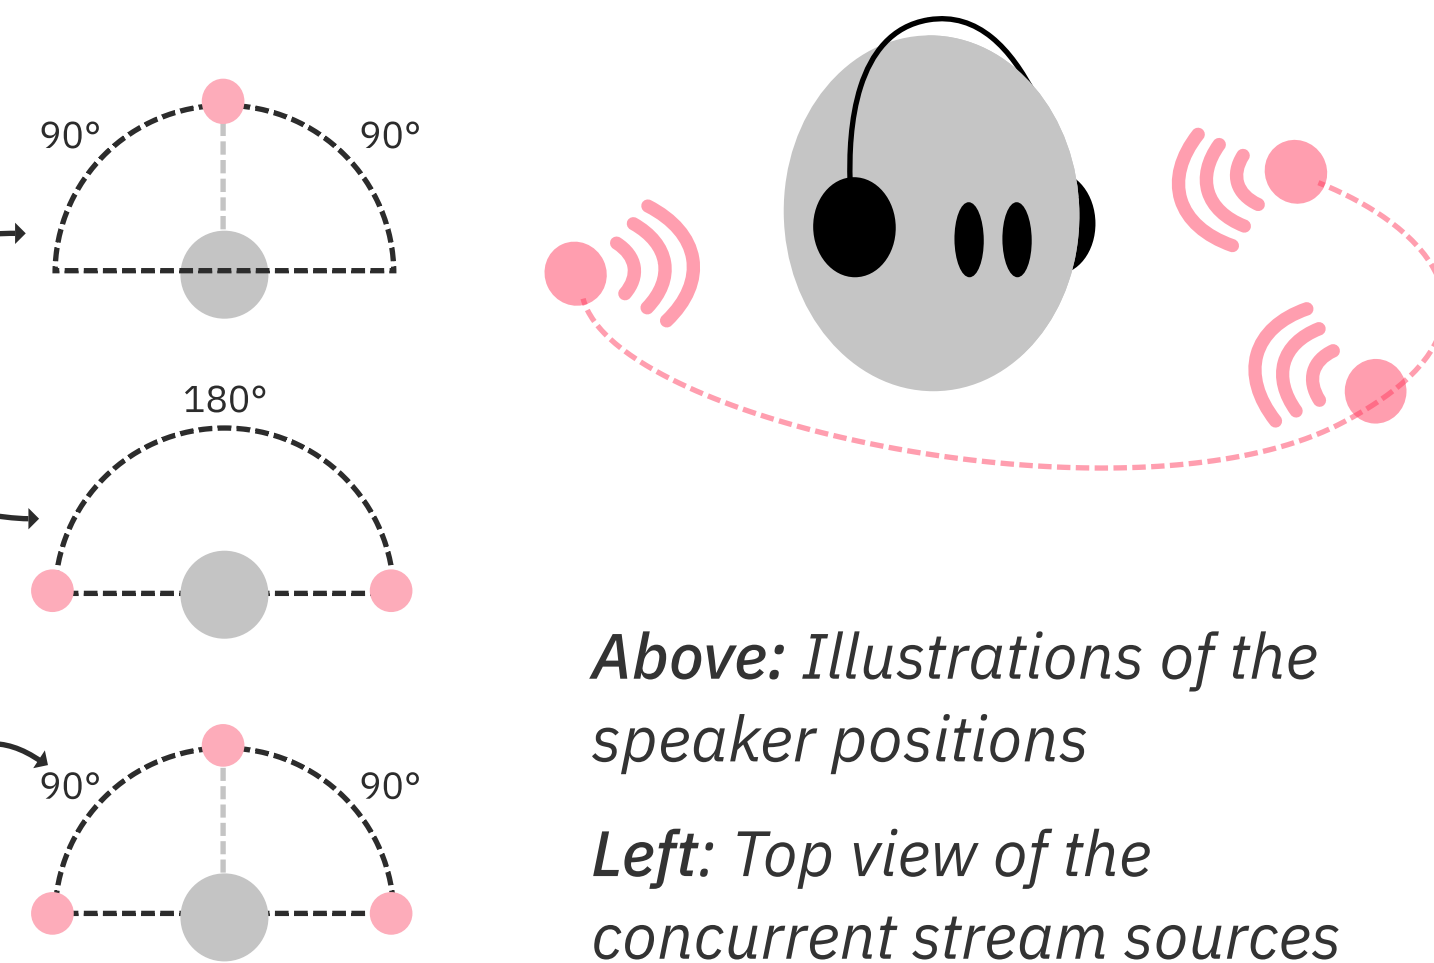 90° 90°
180°
90° 90°
Above: Illustrations of the
speaker positions
Left: Top view of the
concurrent stream sources